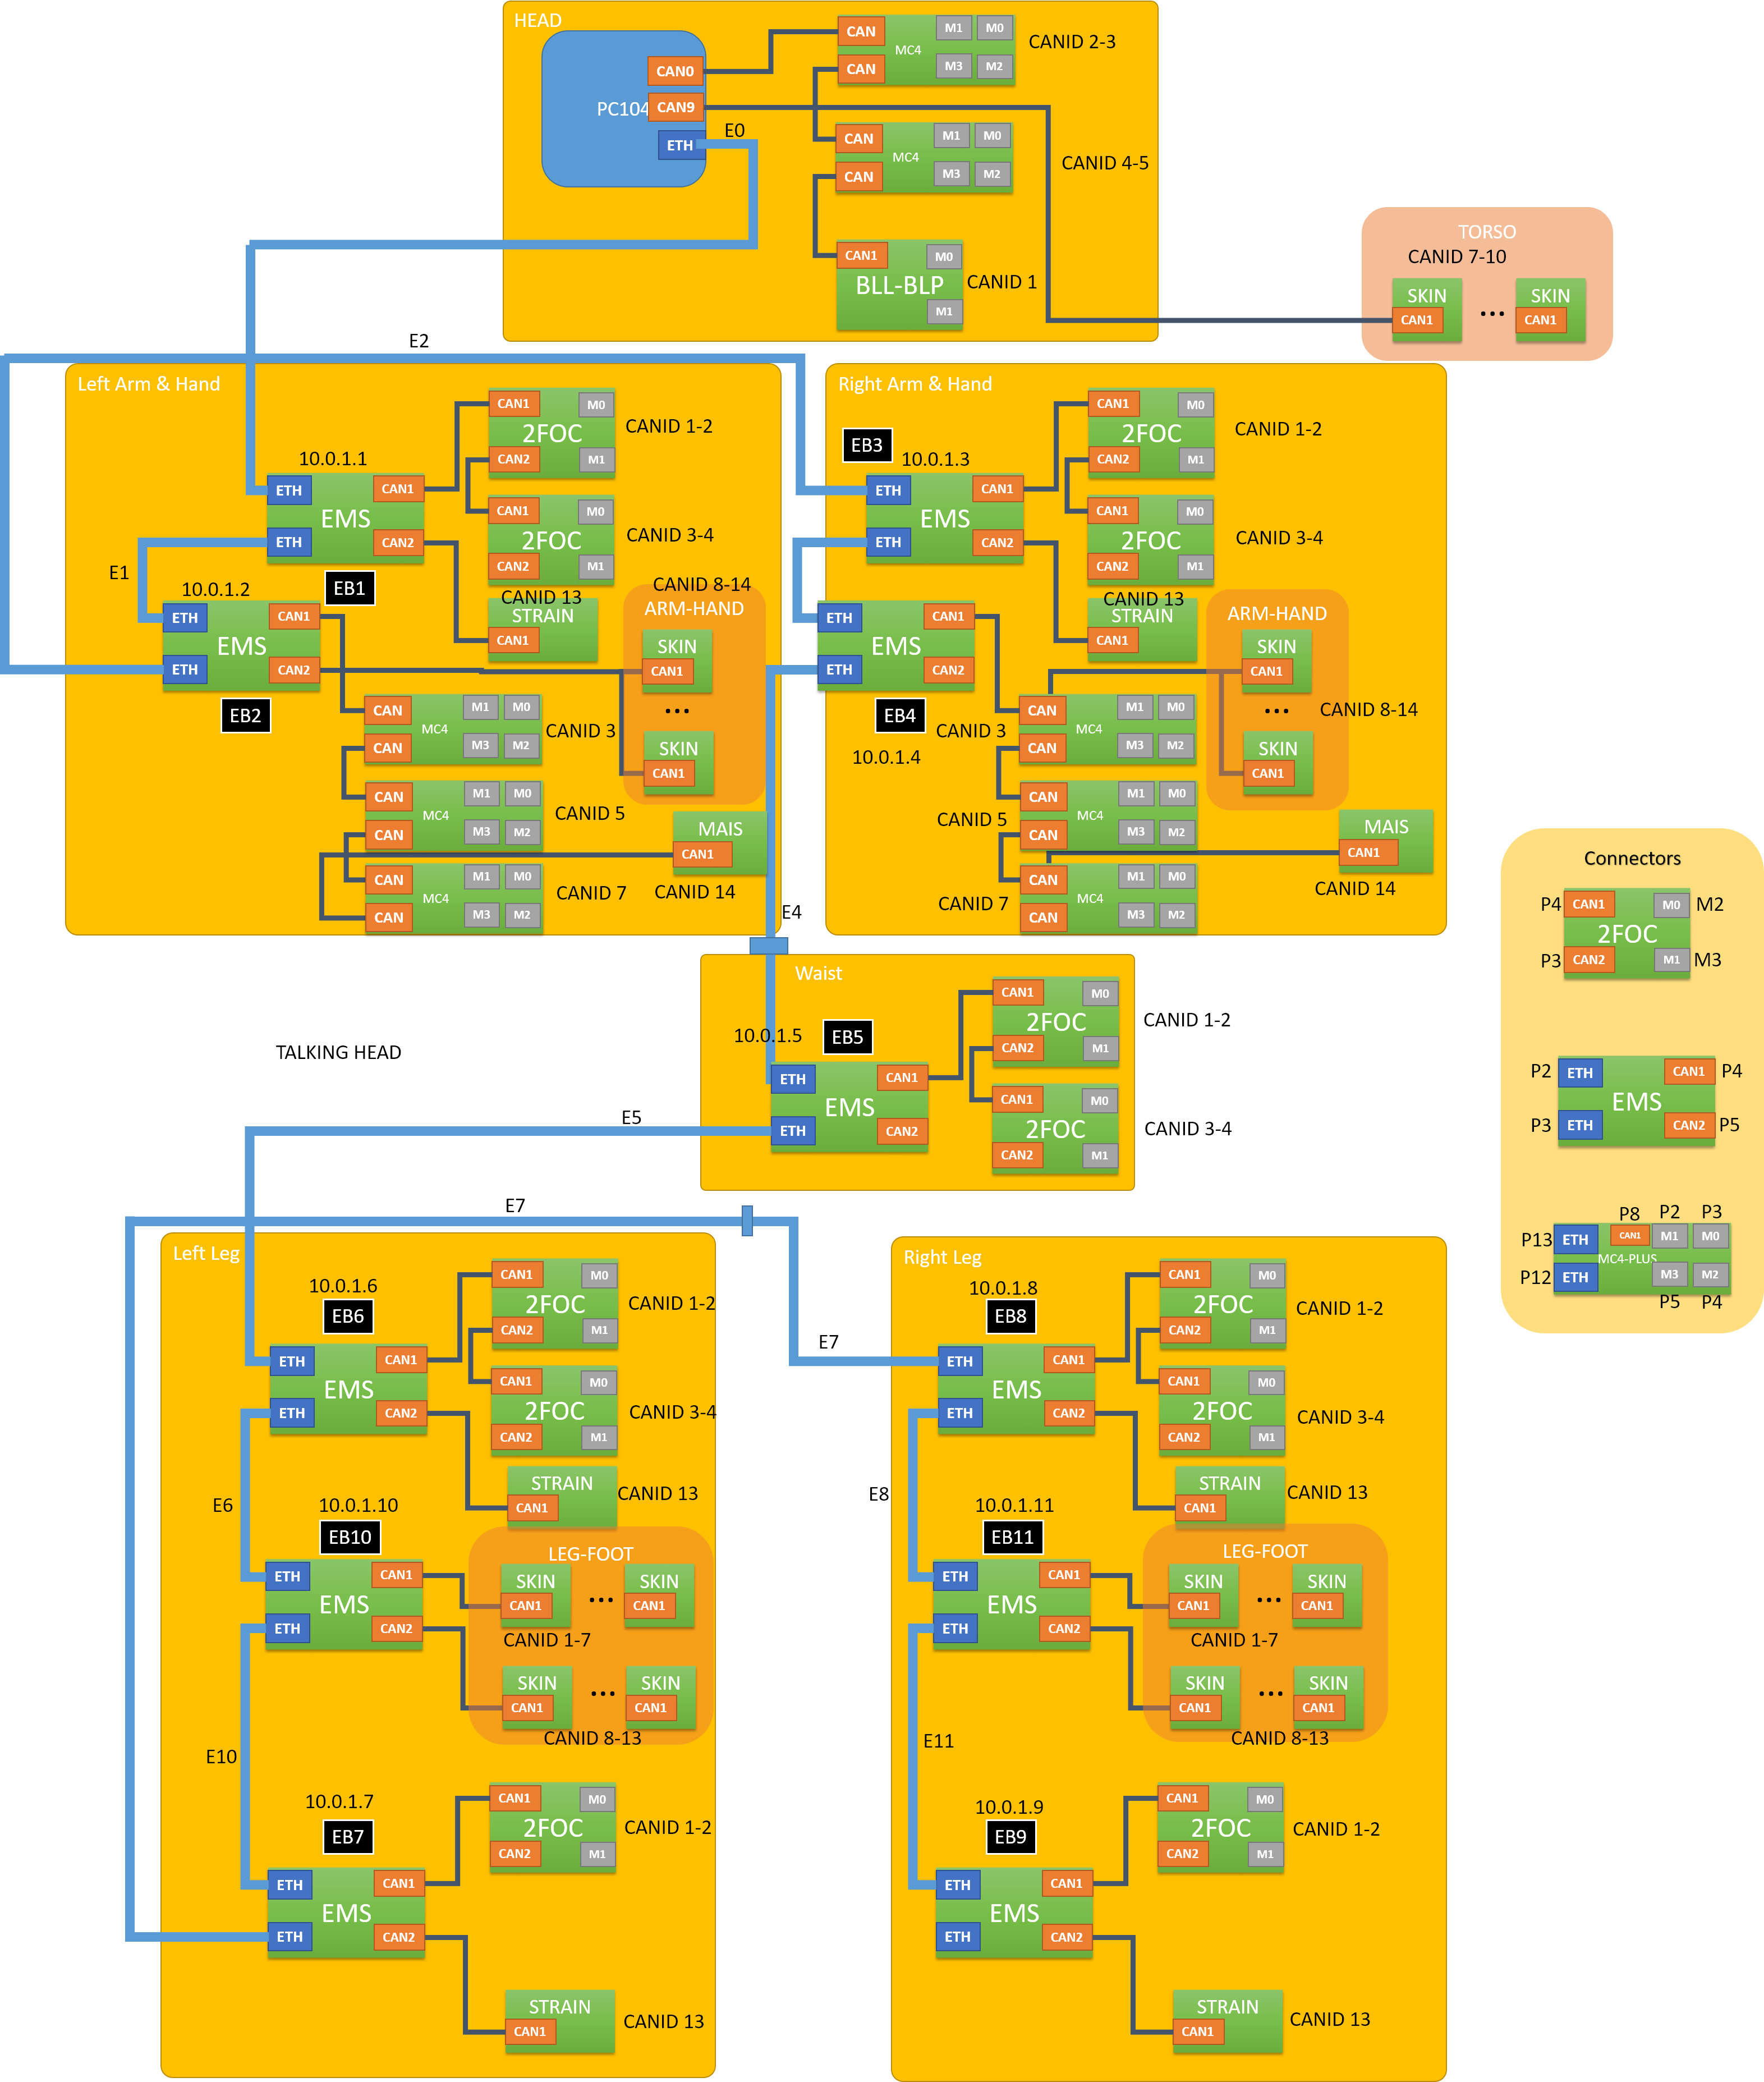 HEAD
PC104
CAN0
CAN9
ETH
E0
CAN
CAN
MC4
M1
M0
M3
M2
CANID 2-3
CAN
CAN
MC4
M1
M0
M3
M2
CANID 4-5
CAN1
M0
BLL-BLP
M1
CANID 1
TORSO
CANID 7-10
SKIN
CAN1
...
SKIN
CAN1
E2
Left Arm & Hand
10.0.1.1
ETH
CAN1
EMS
ETH
CAN2
EB1
E1
10.0.1.2
ETH
CAN1
EMS
ETH
CAN2
EB2
CAN1
M0
2FOC
CAN2
M1
CANID 1-2
CAN1
M0
2FOC
CAN2
M1
CANID 3-4
CANID 13
STRAIN
CAN1
CANID 8-14
ARM-HAND
SKIN
CAN1
...
SKIN
CAN1
CAN
CAN
MC4
M1
M0
M3
M2
CANID 3
CAN
CAN
MC4
M1
M0
M3
M2
CANID 5
CAN
CAN
MC4
M1
M0
M3
M2
CANID 7
MAIS
CAN1
CANID 14
Right Arm & Hand
EB3
10.0.1.3
ETH
CAN1
EMS
ETH
CAN2
ETH
CAN1
EMS
ETH
CAN2
EB4
10.0.1.4
CAN1
M0
2FOC
CAN2
M1
CANID 1-2
CAN1
M0
2FOC
CAN2
M1
CANID 3-4
CANID 13
STRAIN
CAN1
ARM-HAND
SKIN
CAN1
...
SKIN
CAN1
CANID 8-14
CANID 3
CAN
CAN
MC4
M1
M0
M3
M2
CANID 5
CAN
CAN
MC4
M1
M0
M3
M2
CANID 7
CAN
CAN
MC4
M1
M0
M3
M2
MAIS
CAN1
CANID 14
E4
Connectors
P4
CAN1
M0
M2
2FOC
P3
CAN2
M1
M3
P2
ETH
CAN1
P4
EMS
P3
ETH
CAN2
P5
P8
P2
P3
P13
ETH
CAN1
M1
M0
MC4-PLUS
P12
ETH
M3
M2
P5
P4
Waist
10.0.1.5
EB5
ETH
CAN1
EMS
ETH
CAN2
CAN1
M0
2FOC
CAN2
M1
CANID 1-2
CAN1
M0
2FOC
CAN2
M1
CANID 3-4
TALKING HEAD
E5
E7
Left Leg
10.0.1.6
EB6
ETH
CAN1
EMS
ETH
CAN2
CAN1
M0
2FOC
CAN2
M1
CANID 1-2
CAN1
M0
2FOC
CAN2
M1
CANID 3-4
STRAIN
CAN1
CANID 13
E6
10.0.1.10
EB10
ETH
CAN1
EMS
ETH
CAN2
LEG-FOOT
SKIN
CAN1
...
SKIN
CAN1
CANID 1-7
SKIN
CAN1
...
SKIN
CAN1
CANID 8-13
E10
10.0.1.7
EB7
ETH
CAN1
EMS
ETH
CAN2
CAN1
M0
2FOC
CAN2
M1
CANID 1-2
STRAIN
CAN1
CANID 13
E7
Right Leg
10.0.1.8
EB8
ETH
CAN1
EMS
ETH
CAN2
CAN1
M0
2FOC
CAN2
M1
CANID 1-2
CAN1
M0
2FOC
CAN2
M1
CANID 3-4
STRAIN
CAN1
CANID 13
E8
10.0.1.11
EB11
ETH
CAN1
EMS
ETH
CAN2
LEG-FOOT
SKIN
CAN1
...
SKIN
CAN1
CANID 1-7
SKIN
CAN1
...
SKIN
CAN1
CANID 8-13
E11
10.0.1.9
EB9
ETH
CAN1
EMS
ETH
CAN2
CAN1
M0
2FOC
CAN2
M1
CANID 1-2
STRAIN
CAN1
CANID 13